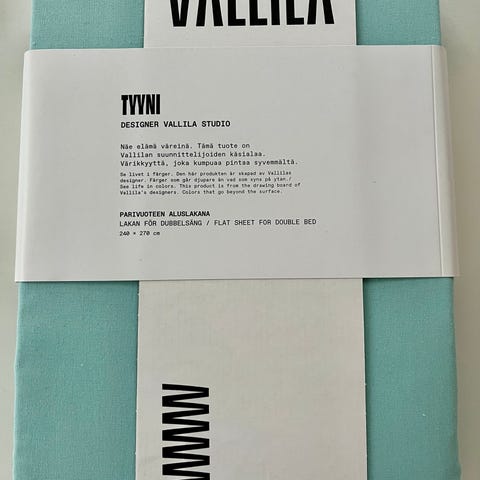 VALLILA
TYYNI
DESIGNER VALLILA STUDIO
Näe elämä väreinä. Tämä tuote on
Vallilan suunnittelijoiden käsialaa.
Värikkyyttä, joka kumpuaa pintaa syvemmältä.
Se livet i färger. Den här produkten är skapad av Vallilas
designer. Färger som går djupare än vad som syns på ytan./
See life in colors. This product is from the drawing board of
Vallila's designers. Colors that go beyond the surface.
PARIVUOTEEN ALUSLAKANA
LAKAN FÖR DUBBELSÄNG / FLAT SHEET FOR DOUBLE BED
240 × 270 cm